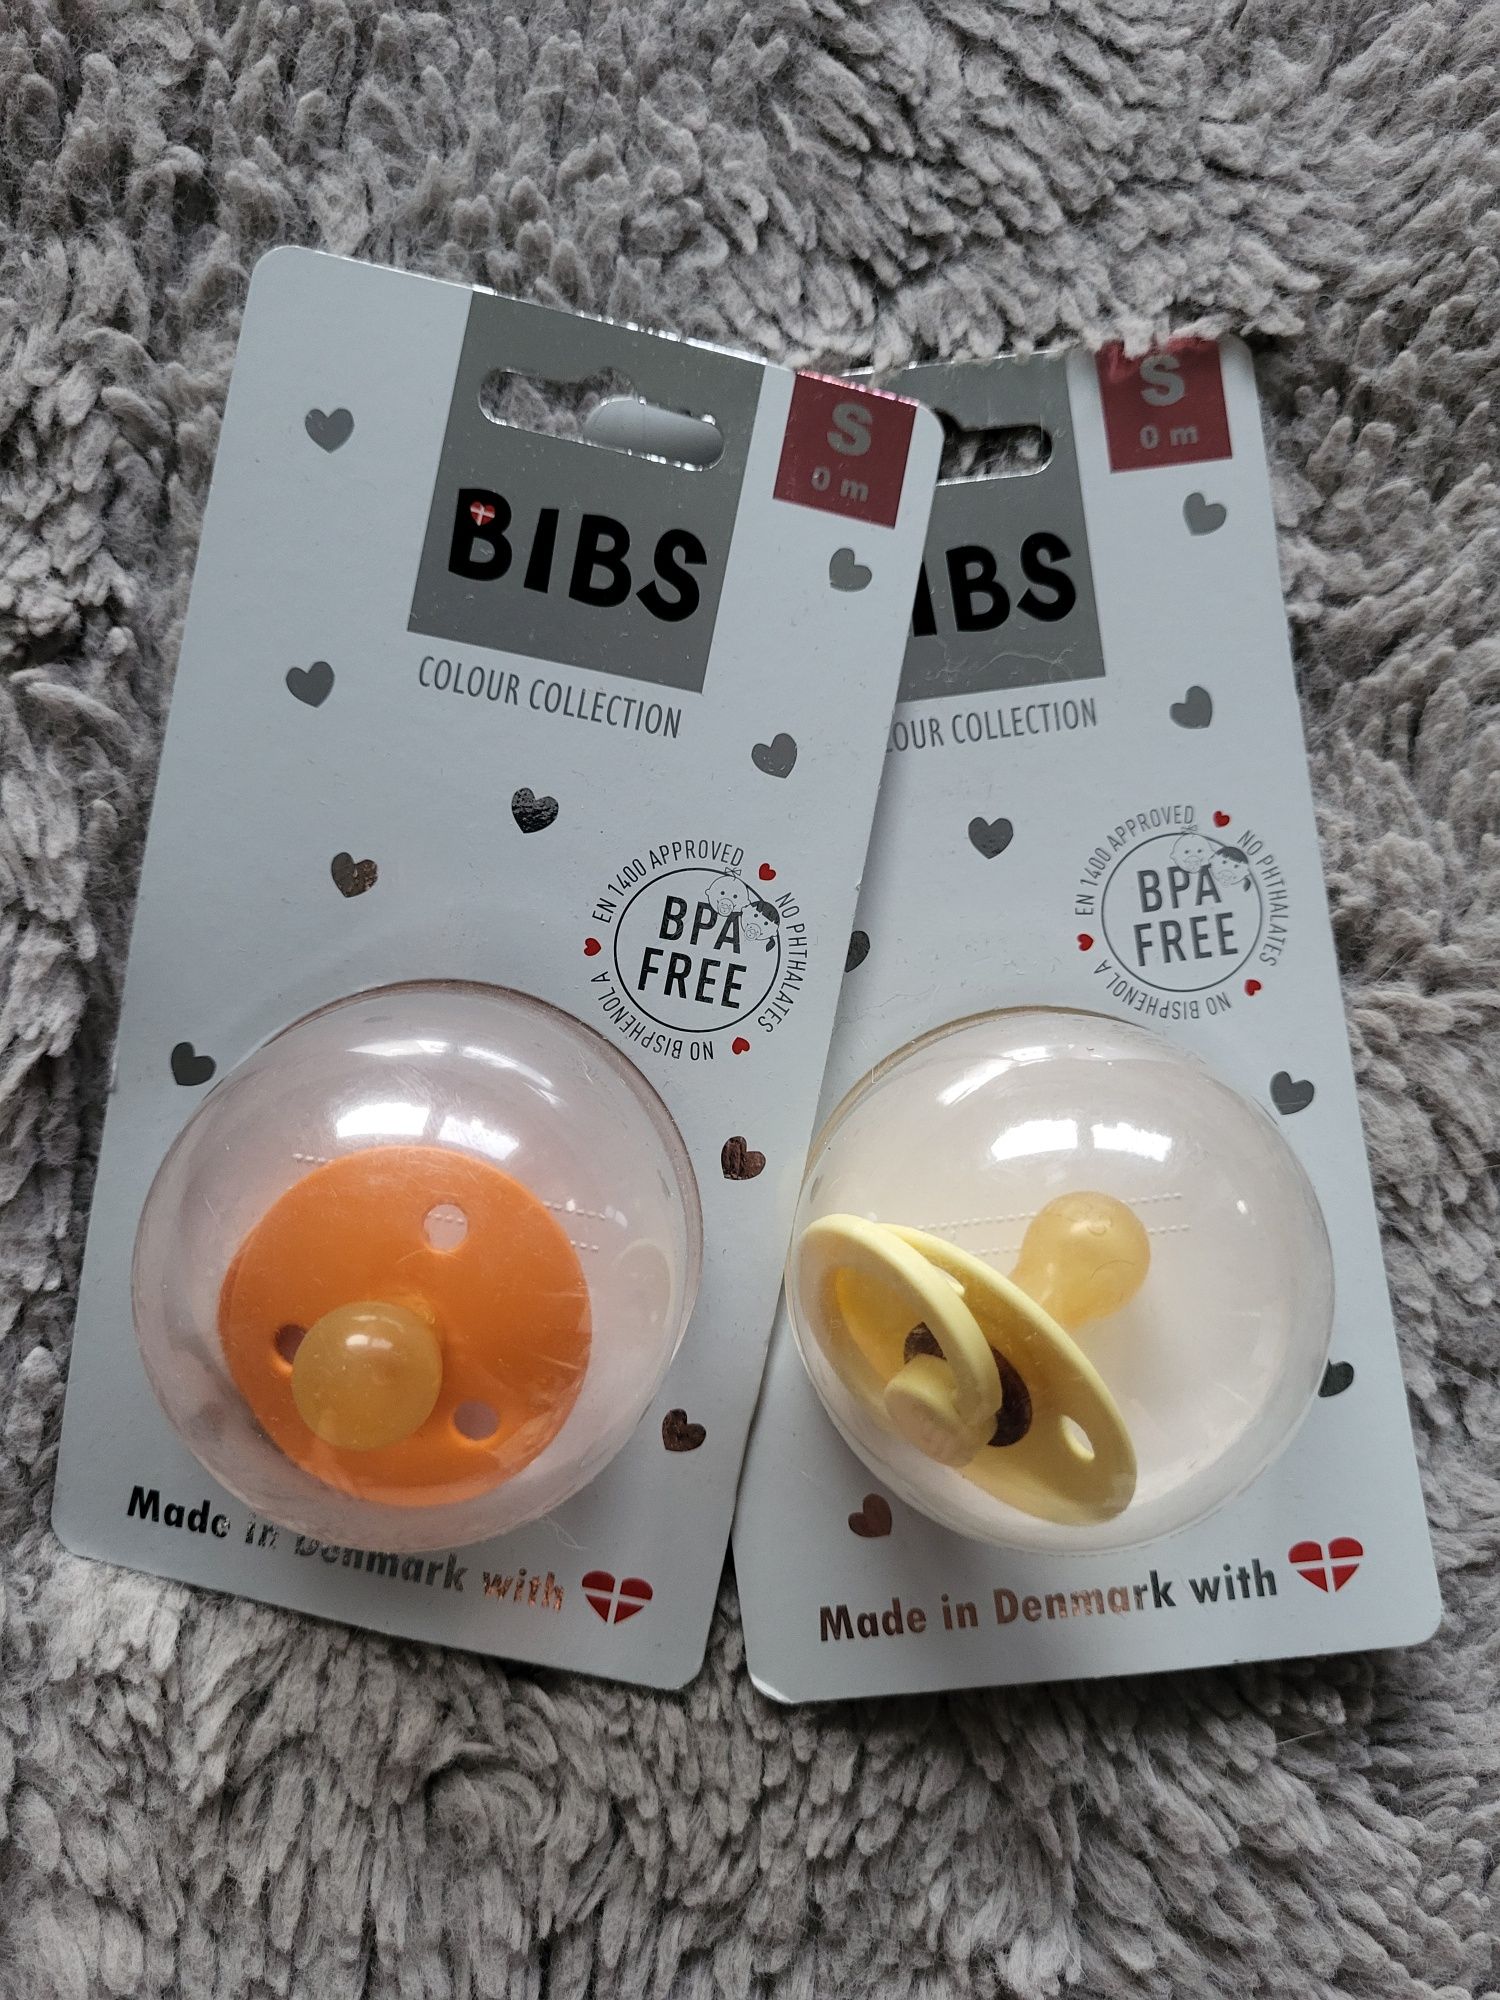 S
0 m
BIBS
COLOUR COLLECTION
EN 1400 APPROVED
NO PHTHALATES
NO BISPHENOL A
BPA
FREE
Made in Denmark with
S
0 m
IBS
OUR COLLECTION
EN 1400 APPROVED
NO PHTHALATES
NO BISPHENOL A
BPA
FREE
Made in Denmark with